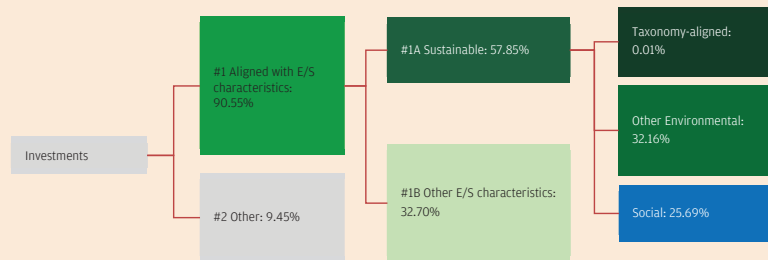 Investments
#1 Aligned with E/S
characteristics:
90.55%
#2 Other: 9.45%
#1A Sustainable: 57.85%
#1B Other E/S characteristics:
32.70%
Taxonomy-aligned:
0.01%
Other Environmental:
32.16%
Social: 25.69%